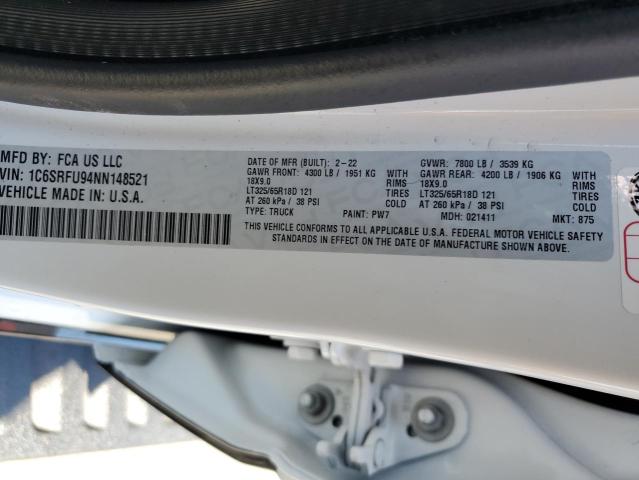 MFD BY: FCA US LLC
VIN: 1C6SRFU94NN148521
VEHICLE MADE IN U.S.A.
DATE OF MFR (BUILT): 2-22 GVWR: 7800 LB / 3539 KG
GAWR FRONT: 4300 LB / 1951 KG WITH GAWR REAR: 4200 LB / 1906 KG WITH
18X9.0 RIMS 18X9.0 RIMS
LT325/65R18D 121 TIRES LT325/65R18D 121 TIRES
AT 260 kPa / 38 PSI COLD AT 260 kPa / 38 PSI COLD
TYPE: TRUCK PAINT: PW7 MDH: 021411 MKT: 875
THIS VEHICLE CONFORMS TO ALL APPLICABLE U.S.A. FEDERAL MOTOR VEHICLE SAFETY
STANDARDS IN EFFECT ON THE DATE OF MANUFACTURE SHOWN ABOVE.